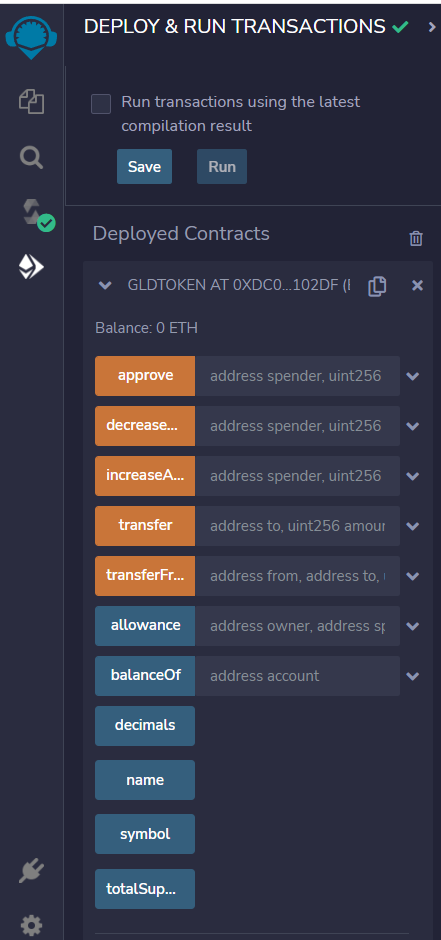 DEPLOY & RUN TRANSACTIONS
Run transactions using the latest
compilation result
Save Run
Deployed Contracts
GLDTOKEN AT 0XDC0...102DF (
Balance: 0 ETH
approve address spender, uint256
decrease... address spender, uint256
increaseA... address spender, uint256
transfer address to, uint256 amour
transferFr... address from, address to,
allowance address owner, address sp
balanceOf address account
decimals
name
symbol
totalSup...